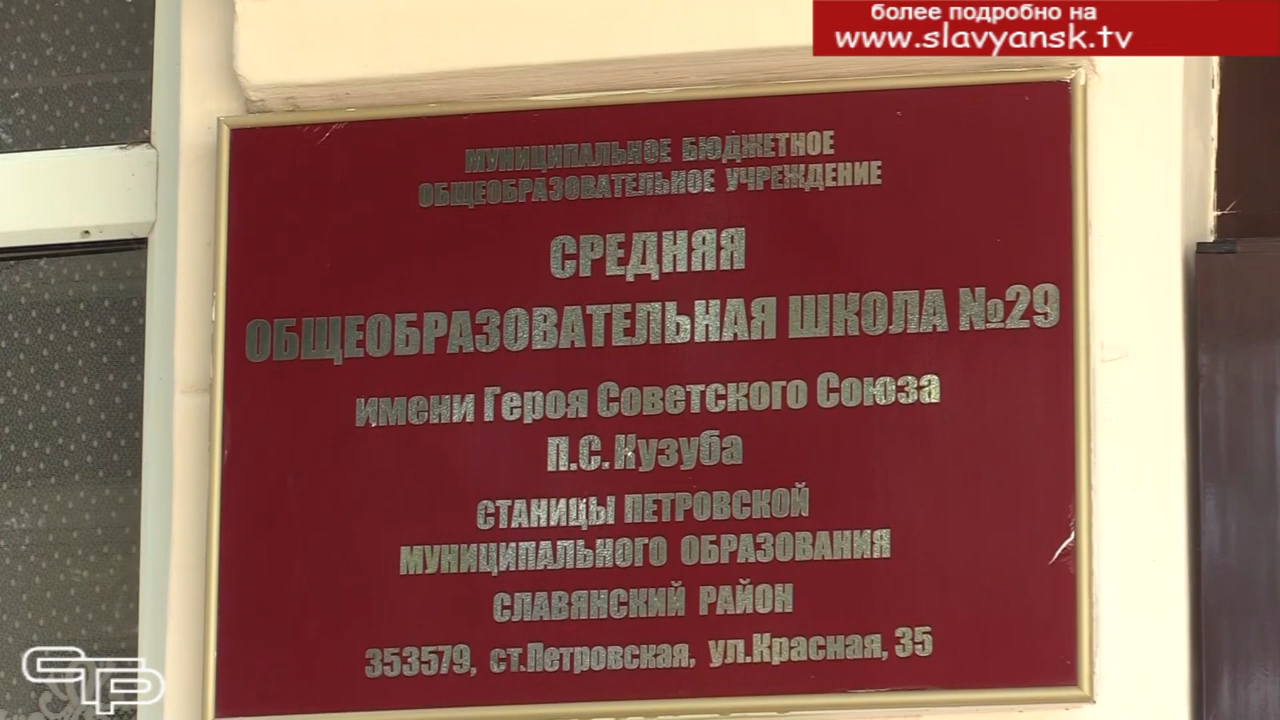 более подробно на
www.slavyansk.tv
МУНИЦИПАЛЬНОЕ БЮДЖЕТНОЕ
ОБЩЕОБРАЗОВАТЕЛЬНОЕ УЧРЕЖДЕНИЕ
СРЕДНЯЯ
ОБЩЕОБРАЗОВАТЕЛЬНАЯ ШКОЛА №29
имени Героя Советского Союза
П.С.Кузуба
СТАНИЦЫ ПЕТРОВСКОЙ
МУНИЦИПАЛЬНОГО ОБРАЗОВАНИЯ
СЛАВЯНСКИЙ РАЙОН
353579, ст.Петровская, ул.Красная, 35